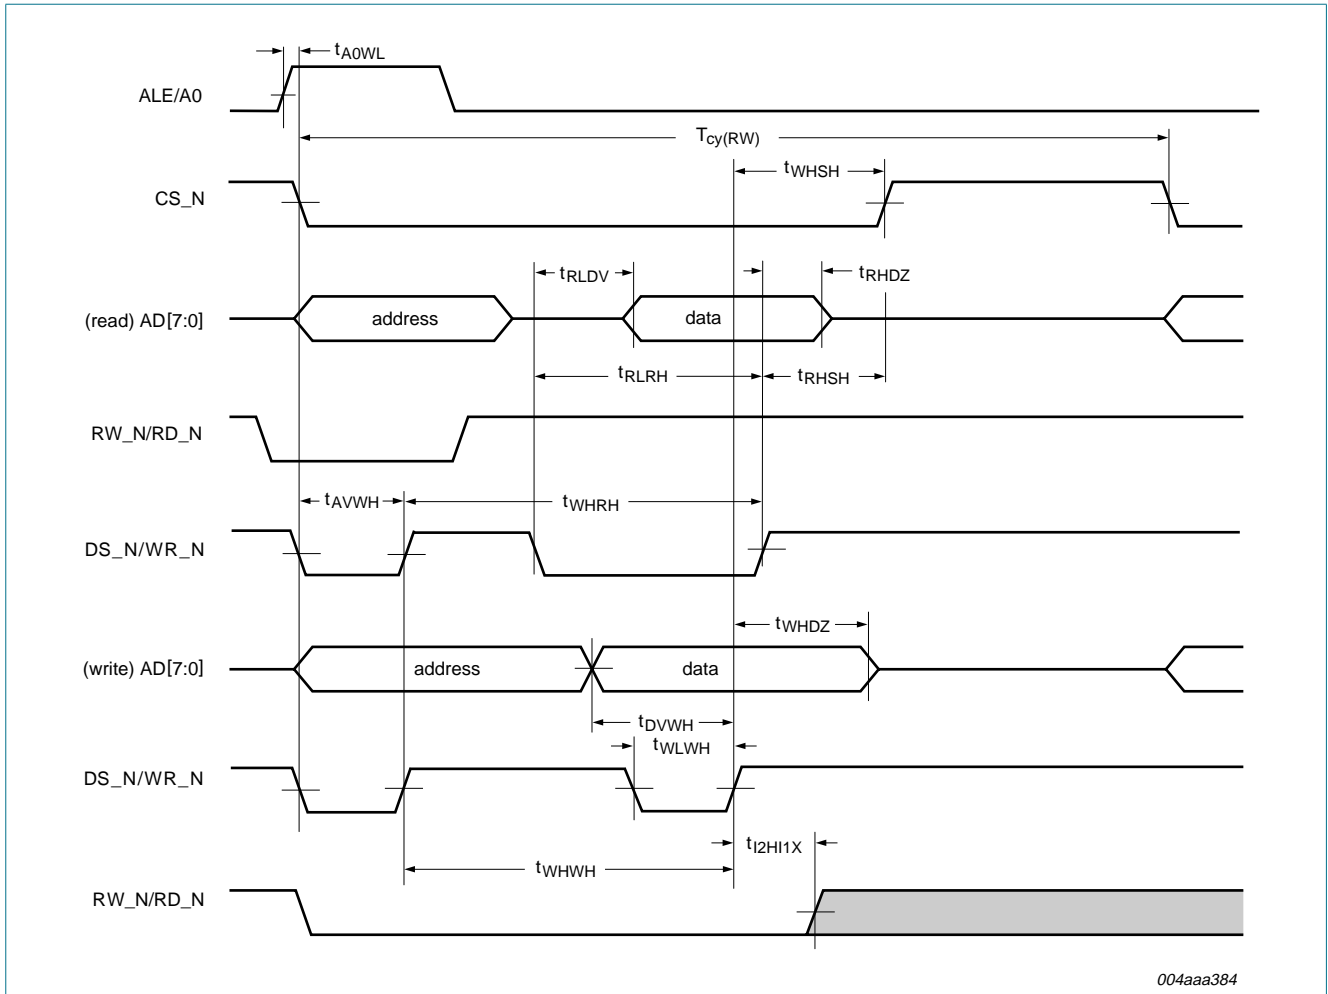 tA0WL
ALE/A0
Tcy(RW)
tWHSH
CS_N
tRLDV
tRHDZ
(read) AD[7:0]
address
data
tRLRH
tRHSH
RW_N/RD_N
tAVWH
tWHRH
DS_N/WR_N
tWHDZ
(write) AD[7:0]
address
data
tDVWH
tWLWH
DS_N/WR_N
tI2HI1X
tWHWH
RW_N/RD_N
004aaa384